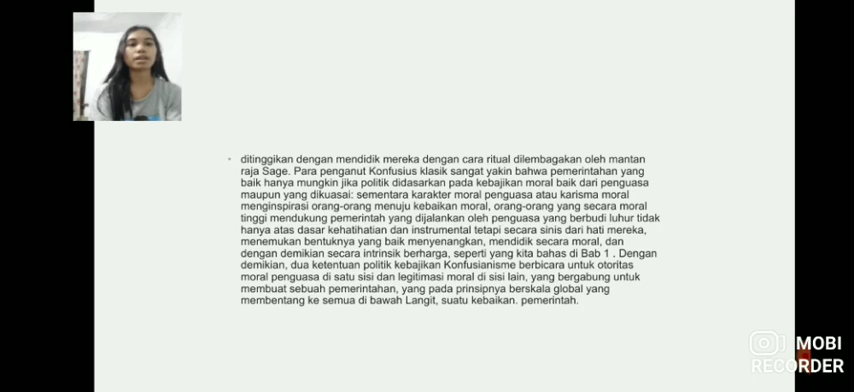 ditinggikan dengan mendidik mereka dengan cara ritual dilembagakan oleh mantan
raja Sage. Para penganut Konfusius klasik sangat yakin bahwa pemerintahan yang
baik hanya mungkin jika politik didasarkan pada kebajikan moral baik dari penguasa
maupun yang dikuasai: sementara karakter moral penguasa atau karisma moral
menginspirasi orang-orang menuju kebaikan moral, orang-orang yang secara moral
tinggi mendukung pemerintah yang dijalankan oleh penguasa yang berbudi luhur tidak
hanya atas dasar kehatihatian dan instrumental tetapi secara sinis dari hati mereka,
menemukan bentuknya yang baik menyenangkan, mendidik secara moral, dan
dengan demikian secara intrinsik berharga, seperti yang kita bahas di Bab 1 . Dengan
demikian, dua ketentuan politik kebajikan Konfusianisme berbicara untuk otoritas
moral penguasa di satu sisi dan legitimasi moral di sisi lain, yang bergabung untuk
membuat sebuah pemerintahan, yang pada prinsipnya berskala global yang
membentang ke semua di bawah Langit, suatu kebaikan. pemerintah.
MOBI
RECORDER